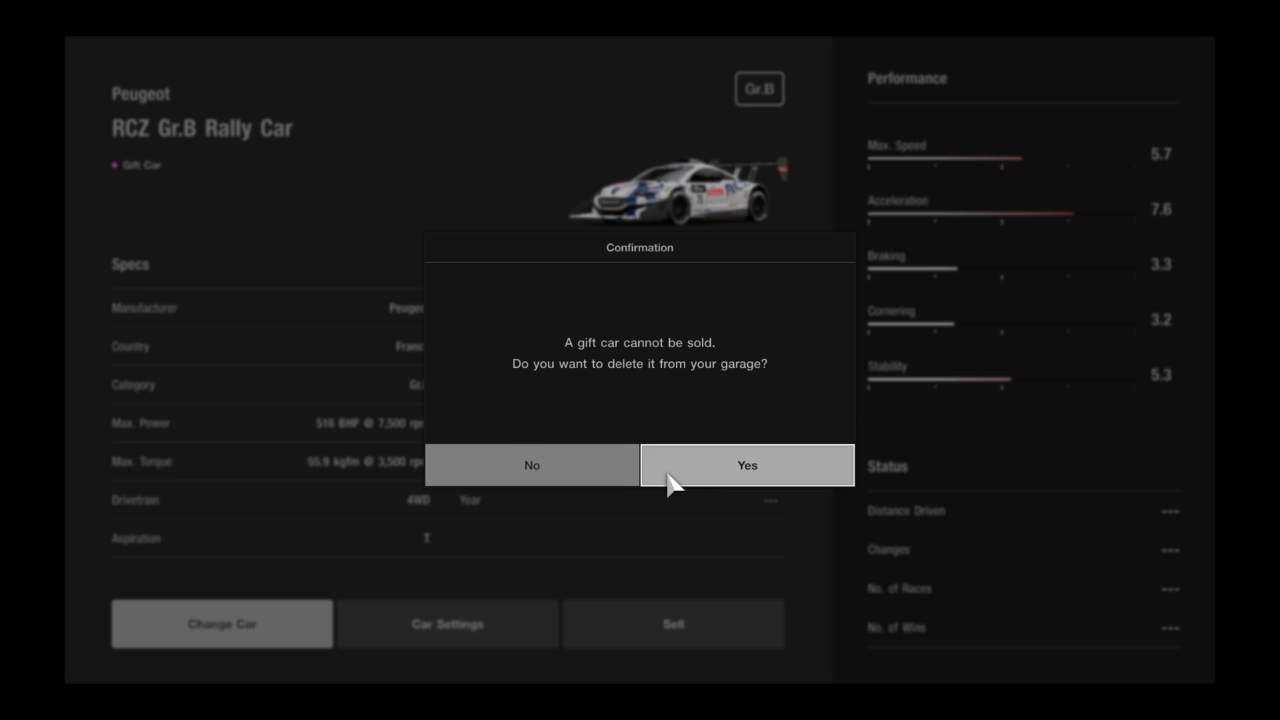 Peugeot
Gr.B
RCZ Gr.B Rally Car
Gift Car
Specs
Manufacturer
Country
Category
Max. Power 516 BHP @ 7,500
Max. Torque 55.9 kgfm @ 3,500
Drivetrain 4WD Year ---
Aspiration T
Change Car Car Settings Sell
Confirmation
A gift car cannot be sold.
Do you want to delete it from your garage?
No Yes
Performance
Max. Speed 5.7
Acceleration 7.6
Braking 3.3
Cornering 3.2
Stability 5.3
Status
Distance Driven ---
Changes ---
No. of Races ---
No. of Wins ---